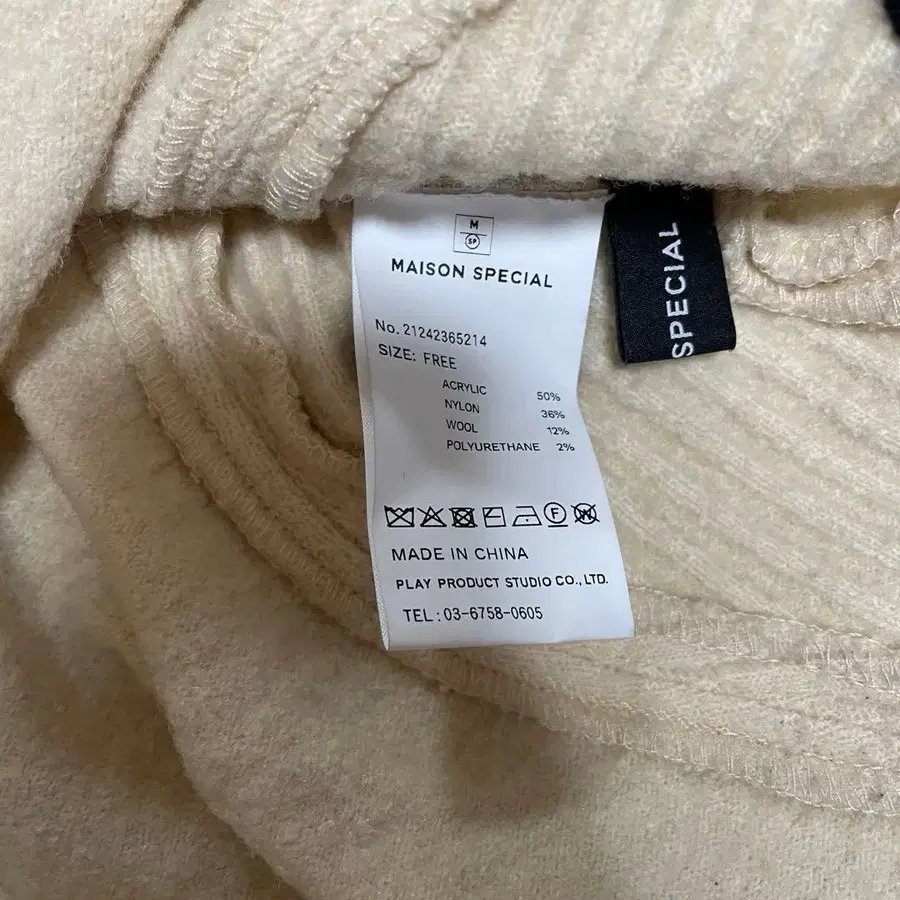 M
SP
MAISON SPECIAL
No. 21242365214
SIZE: FREE
ACRYLIC 50%
NYLON 36%
WOOL 12%
POLYURETHANE 2%
F
W
MADE IN CHINA
PLAY PRODUCT STUDIO CO., LTD.
TEL : 03-6758-0605
SPECIAL